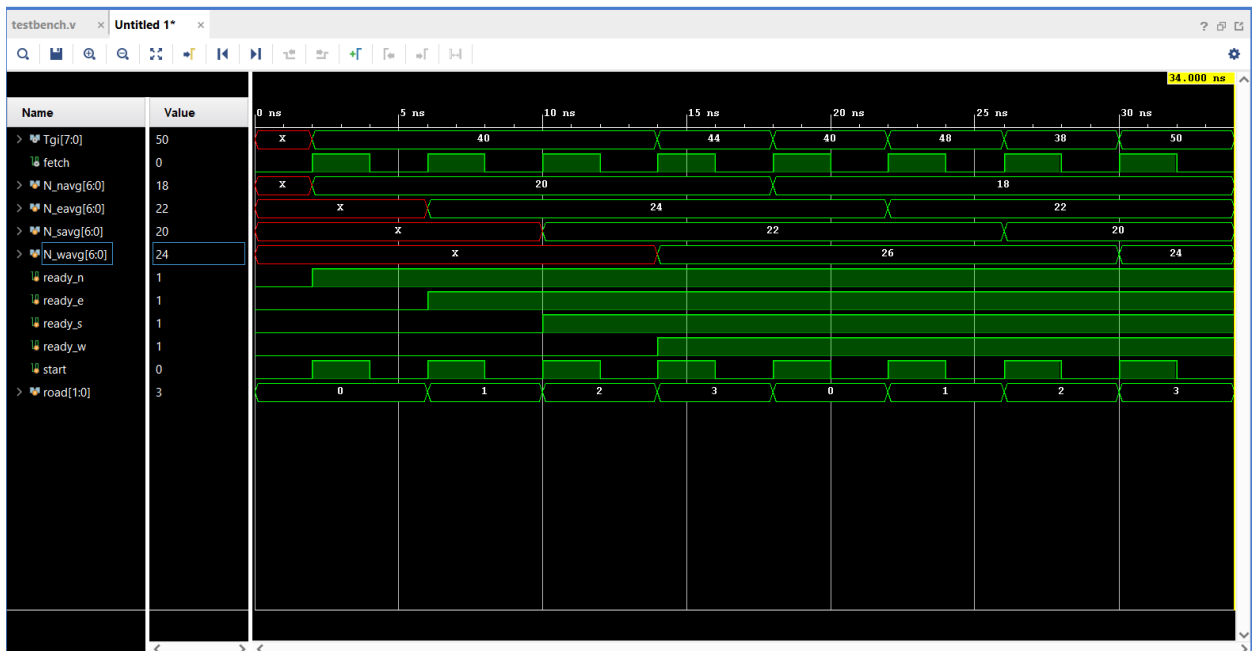 testbench.v × Untitled 1* × ?
34.000 ns
Name Value 0 ns 5 ns 10 ns 15 ns 20 ns 25 ns 30 ns
> Tgi[7:0] 50 X 40 44 40 48 38 50
fetch 0
> N_navg[6:0] 18 X 20 18
> N_eavg[6:0] 22 X 24 22
> N_savg[6:0] 20 X 22 20
> N_wavg[6:0] 24 X 26 24
ready_n 1
ready_e 1
ready_s 1
ready_w 1
start 0
> road[1:0] 3 0 1 2 3 0 1 2 3